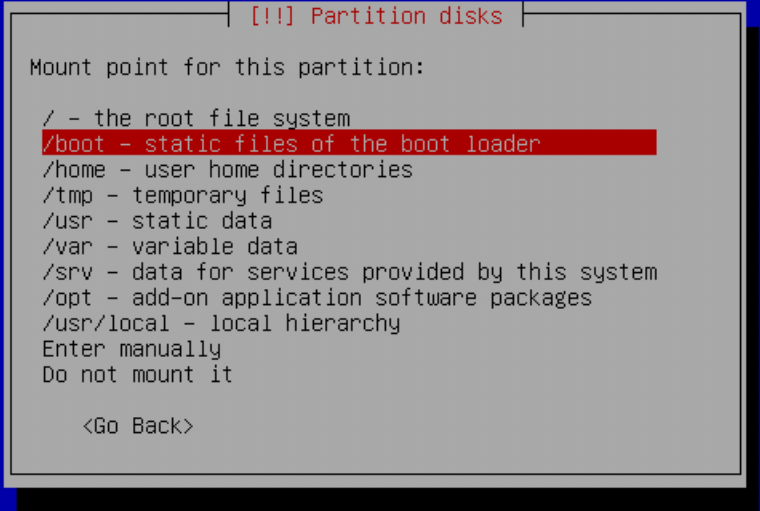 [!!] Partition disks
Mount point for this partition:
/ – the root file system
/boot – static files of the boot loader
/home – user home directories
/tmp – temporary files
/usr – static data
/var – variable data
/srv – data for services provided by this system
/opt – add-on application software packages
/usr/local – local hierarchy
Enter manually
Do not mount it
<Go Back>